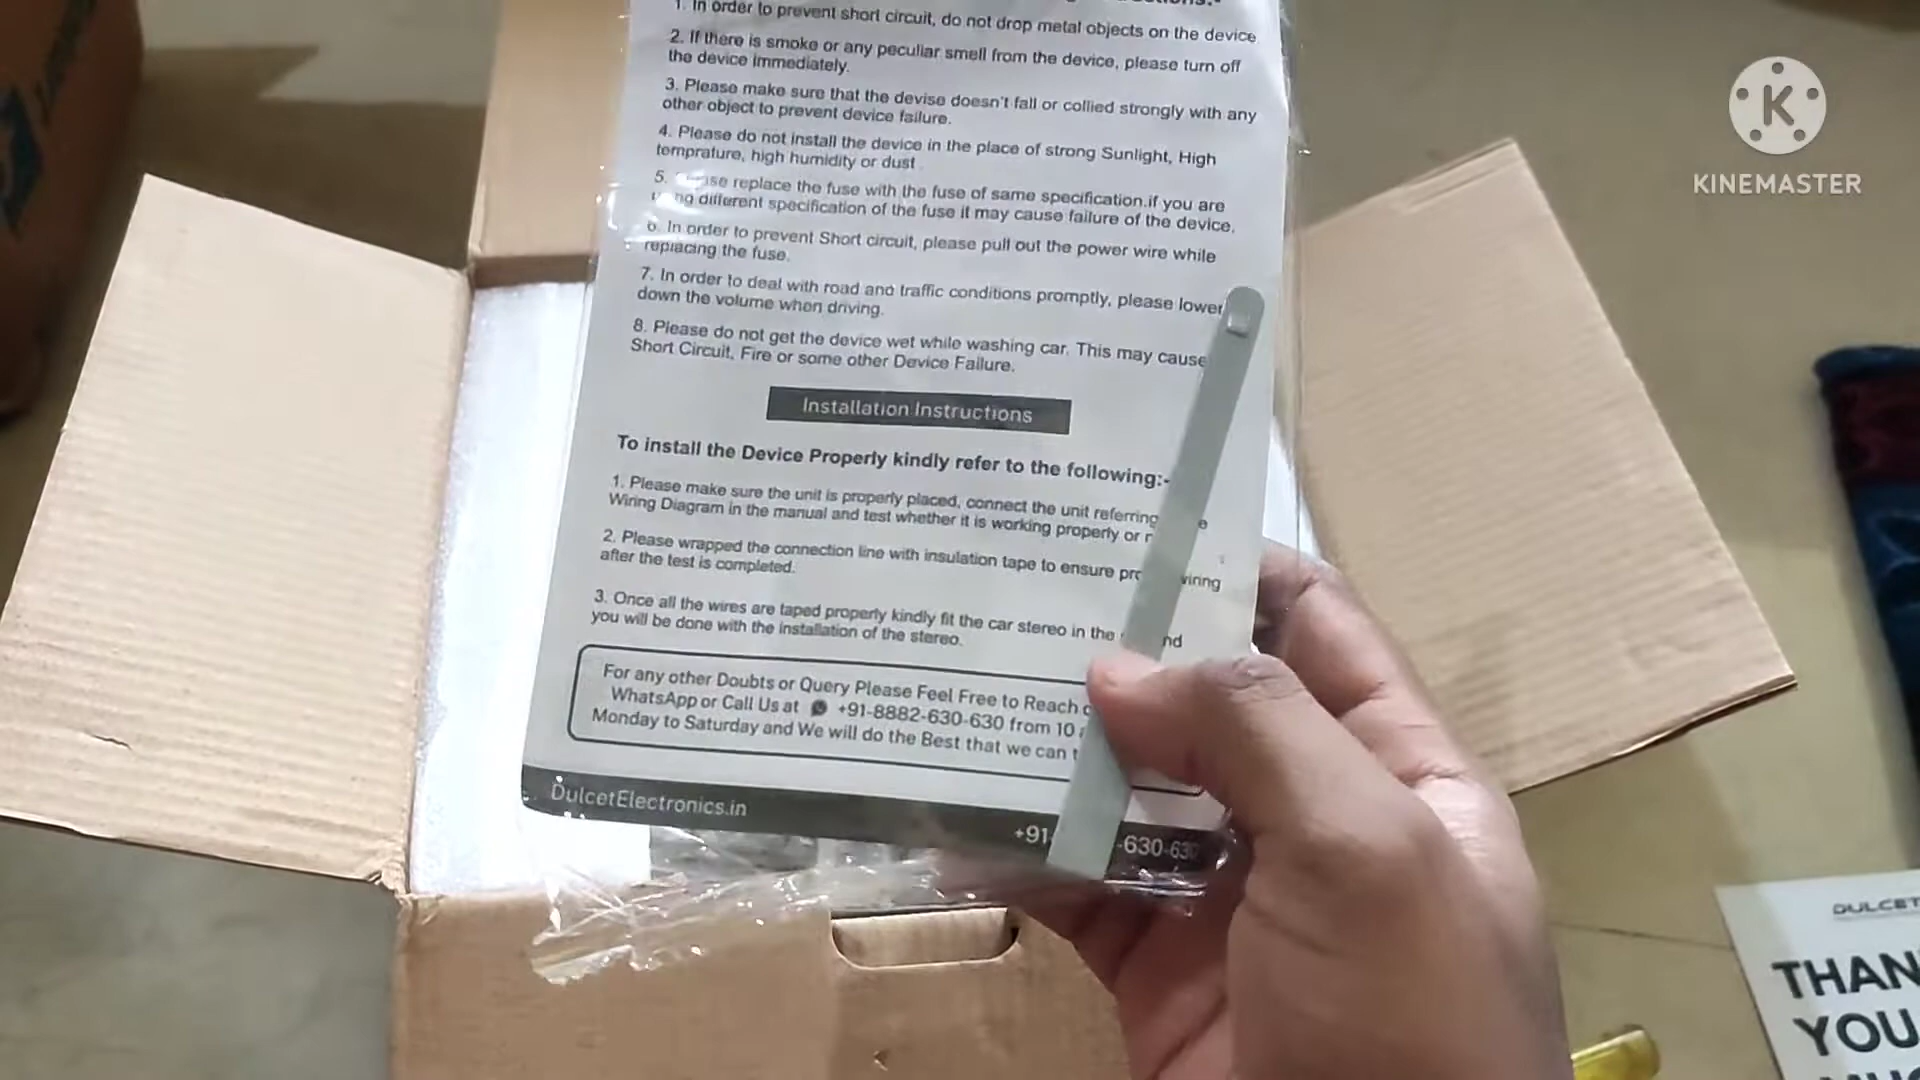 1. In order to prevent short circuit, do not drop metal objects on the device
2. If there is smoke or any peculiar smell from the device, please turn off
the device immediately.
3. Please make sure that the devise doesn't fall or collied strongly with any
other object to prevent device failure.
4. Please do not install the device in the place of strong Sunlight, High
temprature, high humidity or dust
5. replace the fuse with the fuse of same specification.if you are
different specification of the fuse it may cause failure of the device.
6. In order to prevent Short circuit, please pull out the power wire while
replacing the fuse.
7. In order to deal with road and traffic conditions promptly, please lower
down the volume when driving.
8. Please do not get the device wet while washing car. This may cause
Short Circuit, Fire or some other Device Failure.
Installation Instructions
To install the Device Properly kindly refer to the following:-
1. Please make sure the unit is properly placed, connect the unit referring
Wiring Diagram in the manual and test whether it is working properly or
2. Please wrapped the connection line with insulation tape to ensure
after the test is completed.
3. Once all the wires are taped properly kindly fit the car stereo in the
you will be done with the installation of the stereo.
For any other Doubts or Query Please Feel Free to Reach
WhatsApp or Call Us at +91-8882-630-630 from 10
Monday to Saturday and We will do the Best that we can
DulcetElectronics.in
+91- -630-630
K
KINEMASTER
DULCET
THAN
YOU